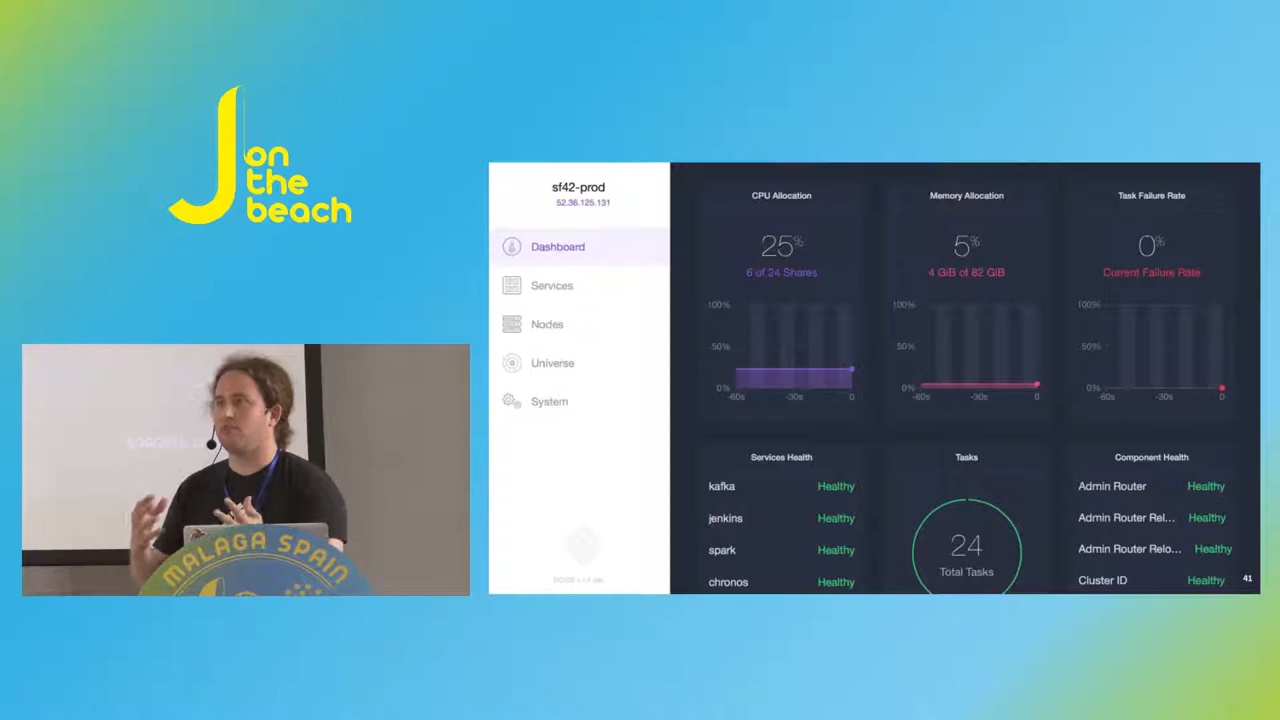 J on
the
beach
MALAGA SPAIN
sf42-prod
52.36.125.131
Dashboard
Services
Nodes
Universe
System
CPU Allocation
25%
6 of 24 Shares
100%
50%
0%
-60s
-30s
0
Memory Allocation
5%
4 GiB of 82 GiB
100%
50%
0%
-60s
-30s
0
Task Failure Rate
0%
Current Failure Rate
100%
50%
0%
-60s
-30s
0
Services Health
kafka Healthy
jenkins Healthy
spark Healthy
chronos Healthy
Tasks
24
Total Tasks
Component Health
Admin Router Healthy
Admin Router Rel... Healthy
Admin Router Relo... Healthy
Cluster ID Healthy
41